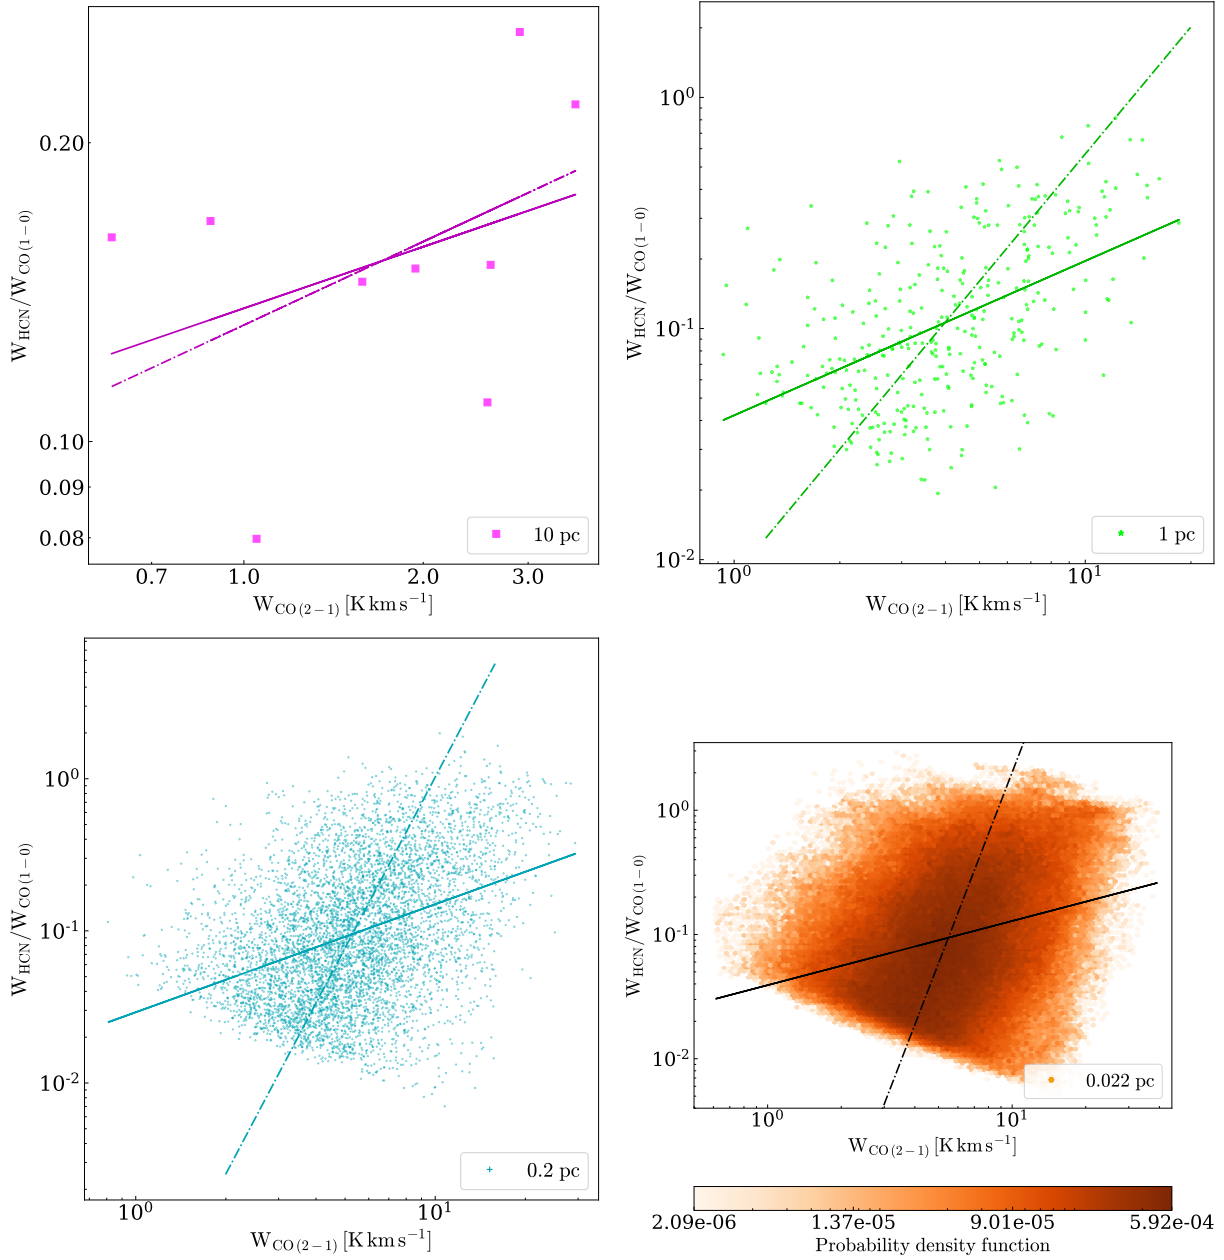 W_HCN/W_CO(1−0)
0.20
0.10
0.09
0.08
10 pc
0.7
1.0
2.0
3.0
W_CO(2−1) [K km s⁻¹]
W_HCN/W_CO(1−0)
10⁰
10⁻¹
10⁻²
1 pc
10⁰
10¹
W_CO(2−1) [K km s⁻¹]
W_HCN/W_CO(1−0)
10⁰
10⁻¹
10⁻²
0.2 pc
10⁰
10¹
W_CO(2−1) [K km s⁻¹]
W_HCN/W_CO(1−0)
10⁰
10⁻¹
10⁻²
0.022 pc
10⁰
10¹
W_CO(2−1) [K km s⁻¹]
2.09e-06
1.37e-05
9.01e-05
5.92e-04
Probability density function